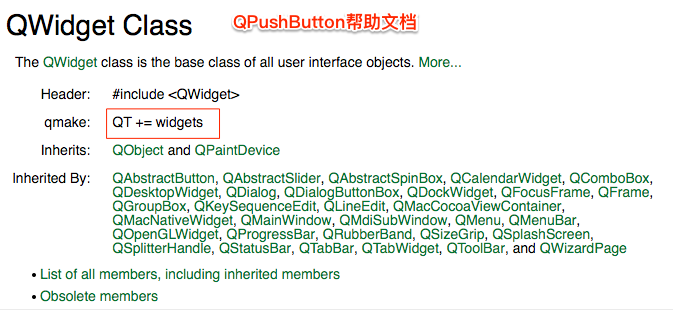 QWidget Class
QPushButton帮助文档
The QWidget class is the base class of all user interface objects. More...
Header: #include <QWidget>
qmake: QT += widgets
Inherits: QObject and QPaintDevice
Inherited By: QAbstractButton, QAbstractSlider, QAbstractSpinBox, QCalendarWidget, QComboBox,
QDesktopWidget, QDialog, QDialogButtonBox, QDockWidget, QFocusFrame, QFrame,
QGroupBox, QKeySequenceEdit, QLineEdit, QMacCocoaViewContainer,
QMacNativeWidget, QMainWindow, QMdiSubWindow, QMenu, QMenuBar,
QOpenGLWidget, QProgressBar, QRubberBand, QSizeGrip, QSplashScreen,
QSplitterHandle, QStatusBar, QTabBar, QTabWidget, QToolBar, and QWizardPage
• List of all members, including inherited members
• Obsolete members